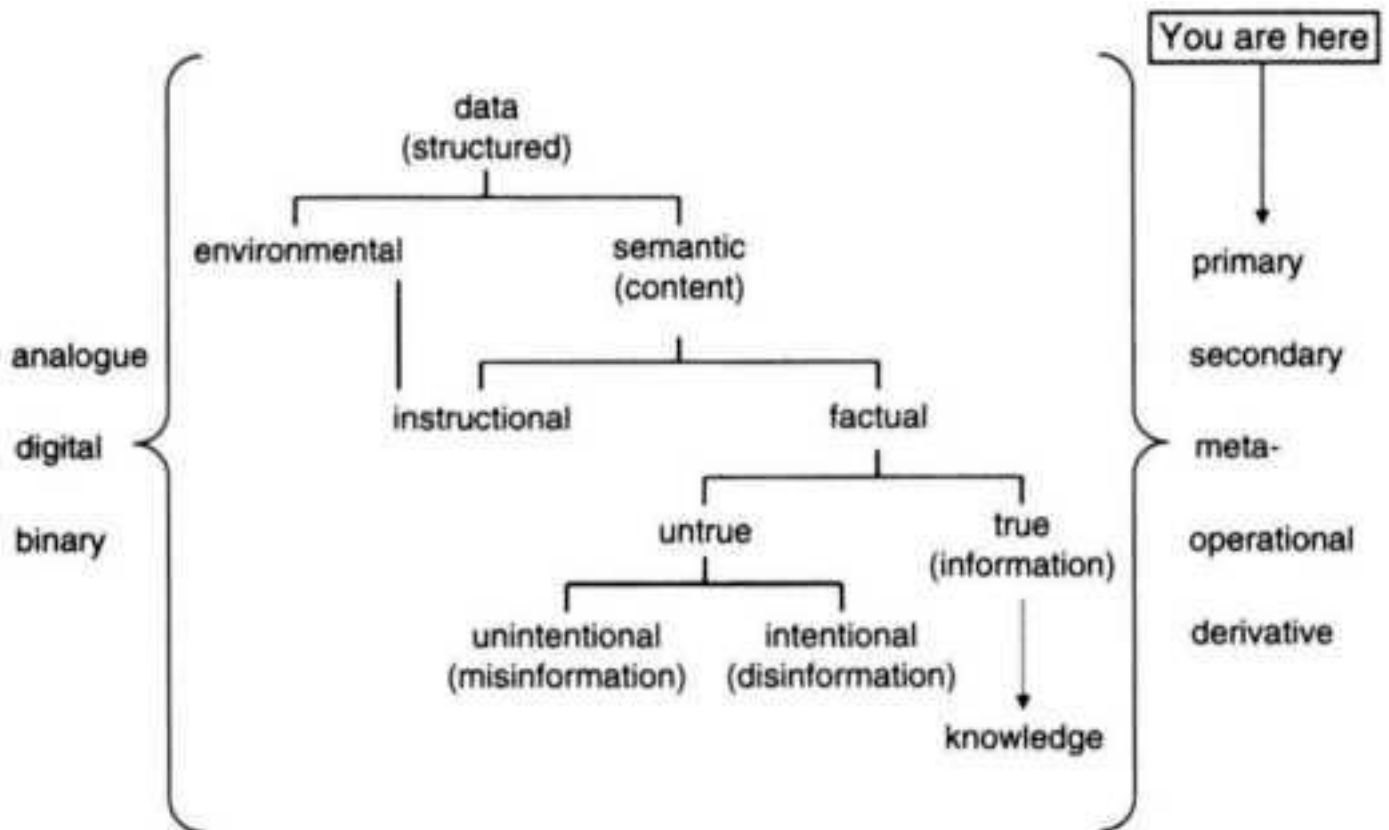 You are here
data
(structured)
environmental
semantic
(content)
primary
analogue
secondary
instructional
factual
digital
meta-
untrue
true
(information)
binary
operational
unintentional
(misinformation)
intentional
(disinformation)
derivative
knowledge